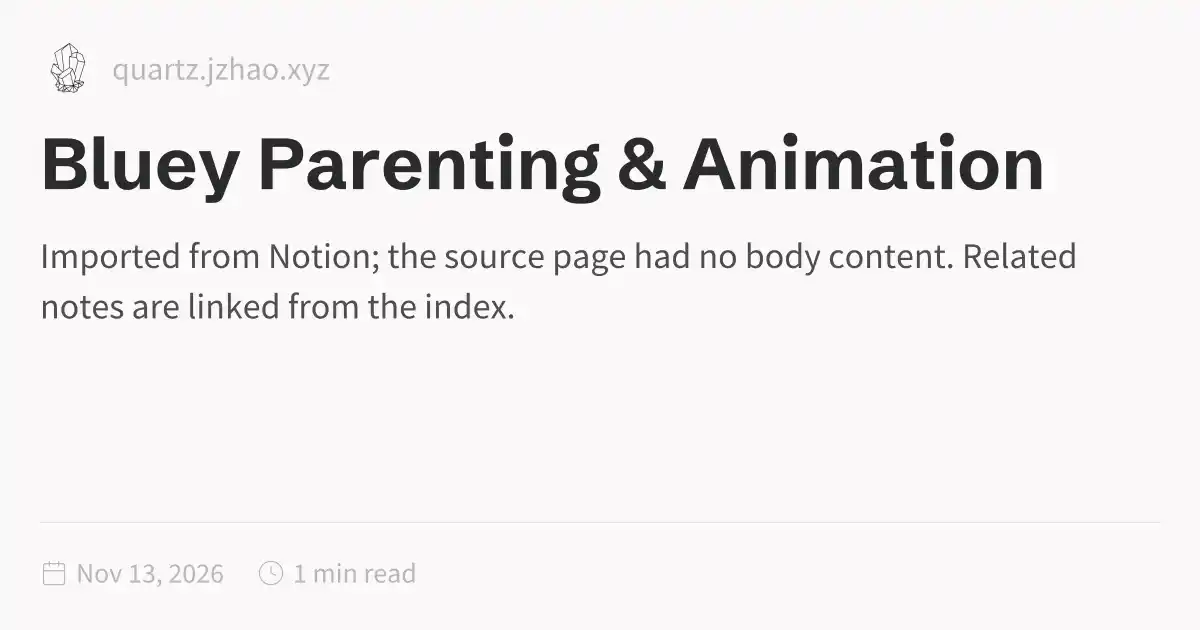 quartz.jzhao.xyz
Bluey Parenting & Animation
Imported from Notion; the source page had no body content. Related
notes are linked from the index.
Nov 13, 2026 1 min read